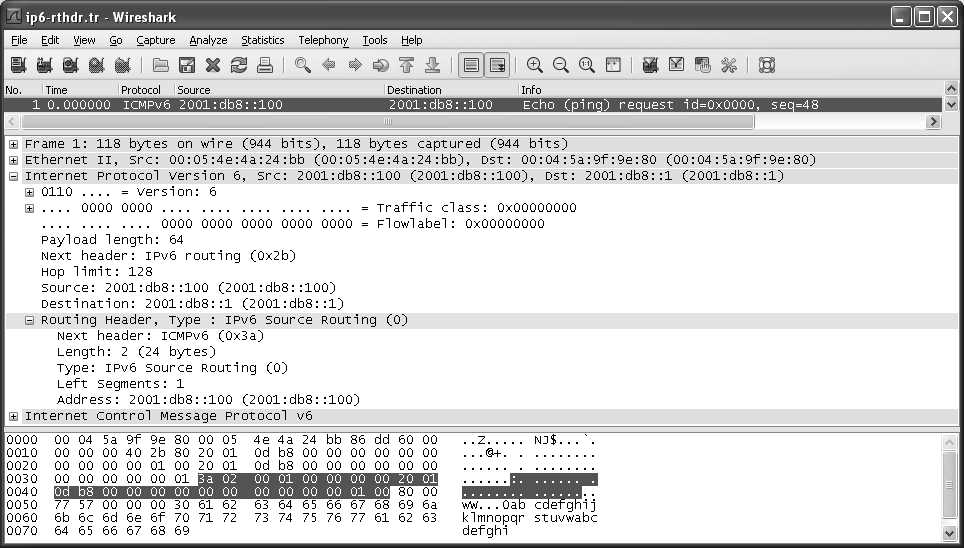 ip6-rthdr.tr - Wireshark
File Edit View Go Capture Analyze Statistics Telephony Tools Help
No. Time Protocol Source Destination Info
1 0.000000 ICMPv6 2001:db8::100 2001:db8::100 Echo (ping) request id=0x0000, seq=48
Frame 1: 118 bytes on wire (944 bits), 118 bytes captured (944 bits)
Ethernet II, Src: 00:05:4e:4a:24:bb (00:05:4e:4a:24:bb), Dst: 00:04:5a:9f:9e:80 (00:04:5a:9f:9e:80)
Internet Protocol Version 6, Src: 2001:db8::100 (2001:db8::100), Dst: 2001:db8::1 (2001:db8::1)
0110 .... = Version: 6
.... 0000 0000 .... .... .... .... .... = Traffic class: 0x00000000
.... .... .... 0000 0000 0000 0000 0000 = Flowlabel: 0x00000000
Payload length: 64
Next header: IPv6 routing (0x2b)
Hop limit: 128
Source: 2001:db8::100 (2001:db8::100)
Destination: 2001:db8::1 (2001:db8::1)
Routing Header, Type : IPv6 Source Routing (0)
Next header: ICMPv6 (0x3a)
Length: 2 (24 bytes)
Type: IPv6 Source Routing (0)
Left Segments: 1
Address: 2001:db8::100 (2001:db8::100)
Internet Control Message Protocol v6
0000 00 04 5a 9f 9e 80 00 05 4e 4a 24 bb 86 dd 60 00 ..Z..... NJ$...`.
0010 00 00 00 40 2b 80 20 01 0d b8 00 00 00 00 00 00 ...@+. . ........
0020 00 00 00 00 01 00 20 01 0d b8 00 00 00 00 00 00 ...... . ........
0030 00 00 00 00 00 01 3a 02 00 01 00 00 00 00 20 01 ......:. ...... .
0040 0d b8 00 00 00 00 00 00 00 00 00 00 01 00 80 00 ........ ........
0050 77 57 00 00 00 30 61 62 63 64 65 66 67 68 69 6a ww...0ab cdefghij
0060 6b 6c 6d 6e 6f 70 71 72 73 74 75 76 77 61 62 63 klmnopqr stuvwabc
0070 64 65 66 67 68 69 defghi